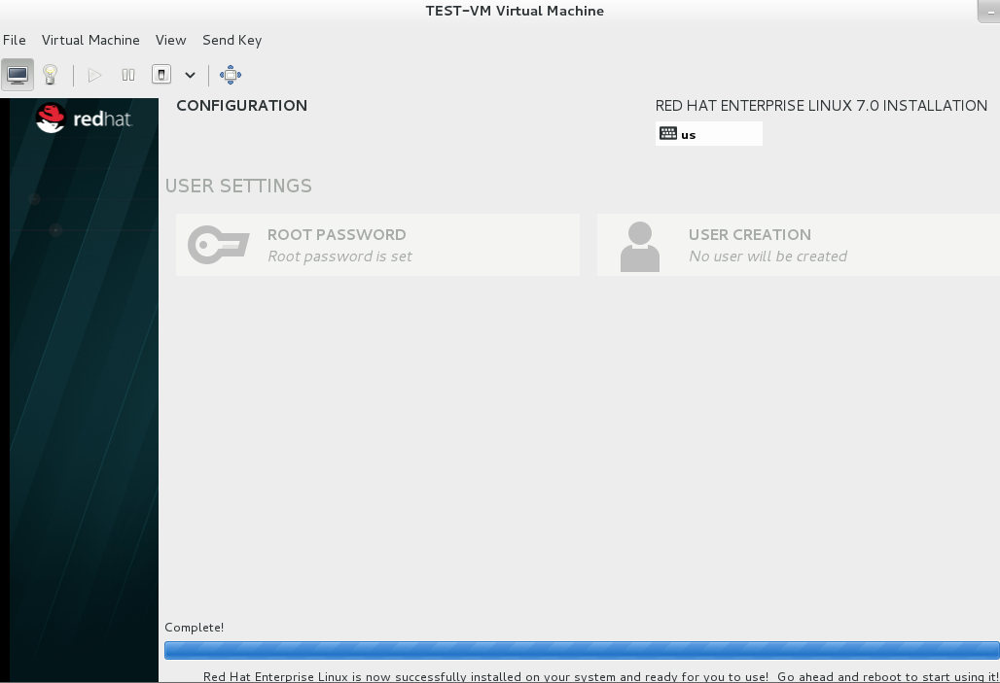 TEST-VM Virtual Machine
File Virtual Machine View Send Key
redhat.
CONFIGURATION
RED HAT ENTERPRISE LINUX 7.0 INSTALLATION
us
USER SETTINGS
ROOT PASSWORD
Root password is set
USER CREATION
No user will be created
Complete!
Red Hat Enterprise Linux is now successfully installed on your system and ready for you to use! Go ahead and reboot to start using it!